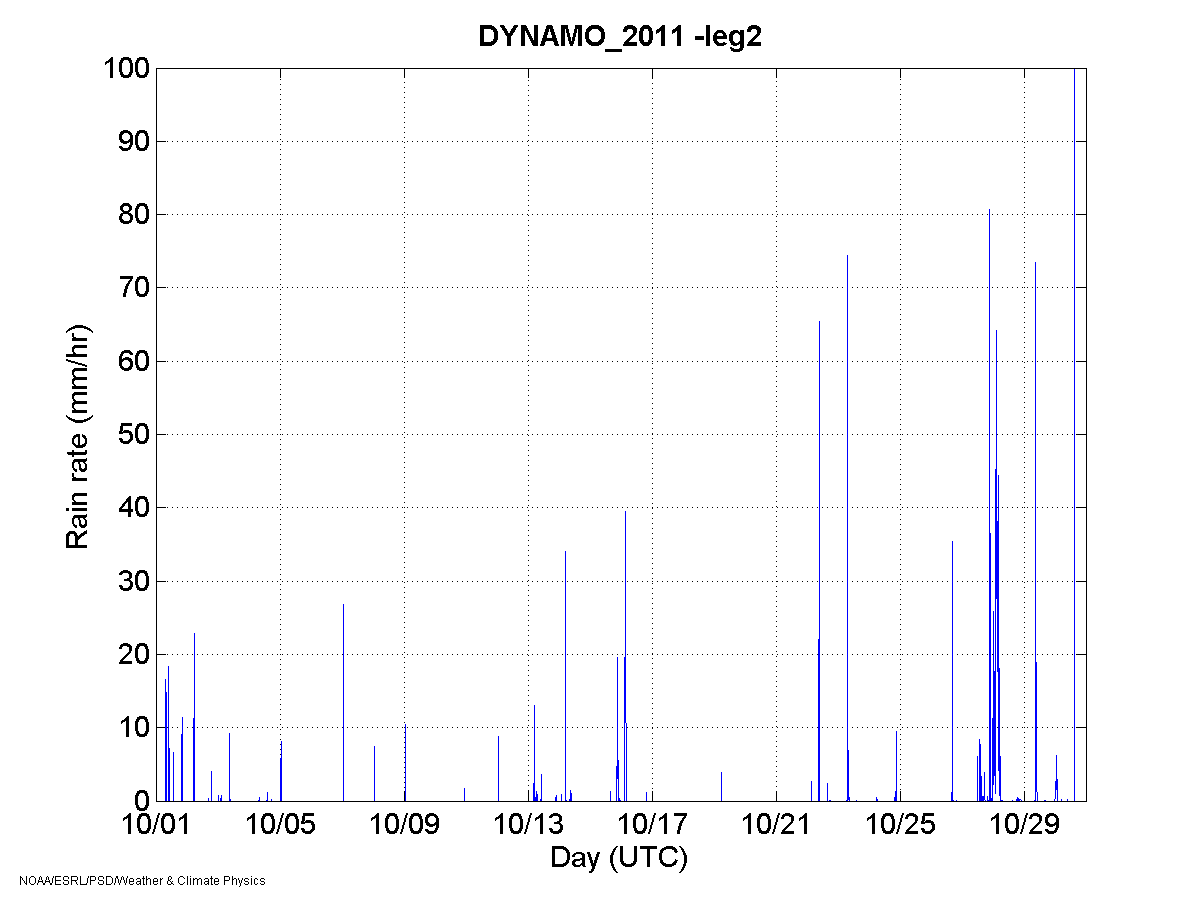 DYNAMO_2011 -leg2
100
90
80
70
60
50
40
30
20
10
0
Rain rate (mm/hr)
10/01 10/05 10/09 10/13 10/17 10/21 10/25 10/29
Day (UTC)
NOAA/ESRL/PSD/Weather & Climate Physics